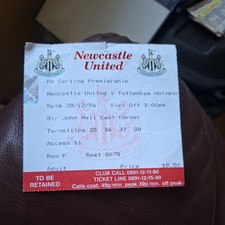 Newcastle
United
FA Carling Premiership
Newcastle United V Tottenham Hotspur
Date 28/12/96 Kick Off 3:00pm
Sir John Hall East Corner
Turnstiles 35 36 37 38
Access 11
Row P Seat 0075
Adult Price 18.50
TO BE
RETAINED
CLUB CALL 0891-12-11-90
TICKET LINE 0891-12-15-90
Calls cost: 49p/min. peak 39p/min. off peak